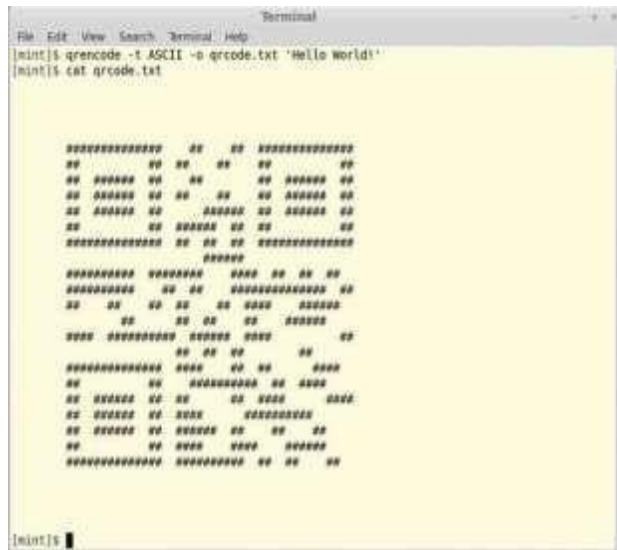 Terminal
File Edit View Search Terminal Help
[mint]$ qrencode -t ASCII -o qrcode.txt 'Hello World!'
[mint]$ cat qrcode.txt
[mint]$